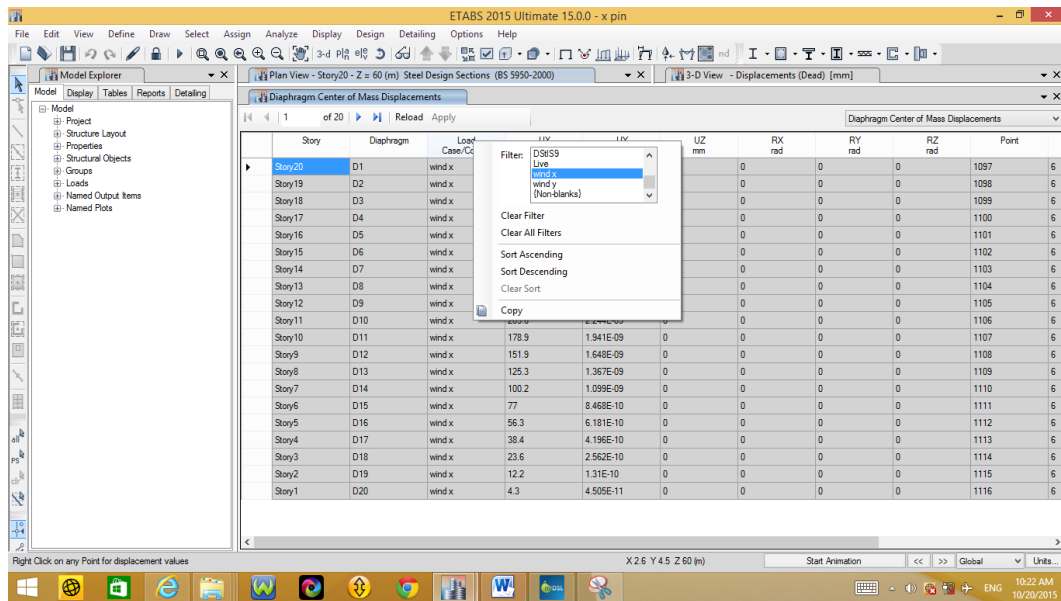 ETABS 2015 Ultimate 15.0.0 - x pin
File Edit View Define Draw Select Assign Analyze Display Design Detailing Options Help
3-d nd
Model Explorer
Plan View - Story20 - Z = 60 (m) Steel Design Sections (BS 5950-2000)
3-D View - Displacements (Dead) [mm]
Model Display Tables Reports Detailing
Model
Project
Structure Layout
Properties
Structural Objects
Groups
Loads
Named Output Items
Named Plots
all
PS
clr
Diaphragm Center of Mass Displacements
1 of 20 Reload Apply
Diaphragm Center of Mass Displacements
Story Diaphragm Load UZ RX RY RZ Point
mm rad rad rad
Story20 D1 wind x 0 0 0 1097 6
Story19 D2 wind x 0 0 0 1098 6
Story18 D3 wind x 0 0 0 1099 6
Story17 D4 wind x 0 0 0 1100 6
Story16 D5 wind x 0 0 0 1101 6
Story15 D6 wind x 0 0 0 1102 6
Story14 D7 wind x 0 0 0 1103 6
Story13 D8 wind x 0 0 0 1104 6
Story12 D9 wind x 0 0 0 1105 6
Story11 D10 wind x 0 0 0 0 1106 6
Story10 D11 wind x 178.9 1.941E-09 0 0 0 0 1107 6
Story9 D12 wind x 151.9 1.648E-09 0 0 0 0 1108 6
Story8 D13 wind x 125.3 1.367E-09 0 0 0 0 1109 6
Story7 D14 wind x 100.2 1.099E-09 0 0 0 0 1110 6
Story6 D15 wind x 77 8.468E-10 0 0 0 0 1111 6
Story5 D16 wind x 56.3 6.181E-10 0 0 0 0 1112 6
Story4 D17 wind x 38.4 4.196E-10 0 0 0 0 1113 6
Story3 D18 wind x 23.6 2.562E-10 0 0 0 0 1114 6
Story2 D19 wind x 12.2 1.31E-10 0 0 0 0 1115 6
Story1 D20 wind x 4.3 4.505E-11 0 0 0 0 1116 6
Filter: DStlS9
Live
wind x
wind y
{Non-blanks}
Clear Filter
Clear All Filters
Sort Ascending
Sort Descending
Clear Sort
Copy
Right Click on any Point for displacement values
X 2.6 Y 4.5 Z 60 (m)
Start Animation << >> Global Units...
DSL
ENG
10:22 AM
10/20/2015